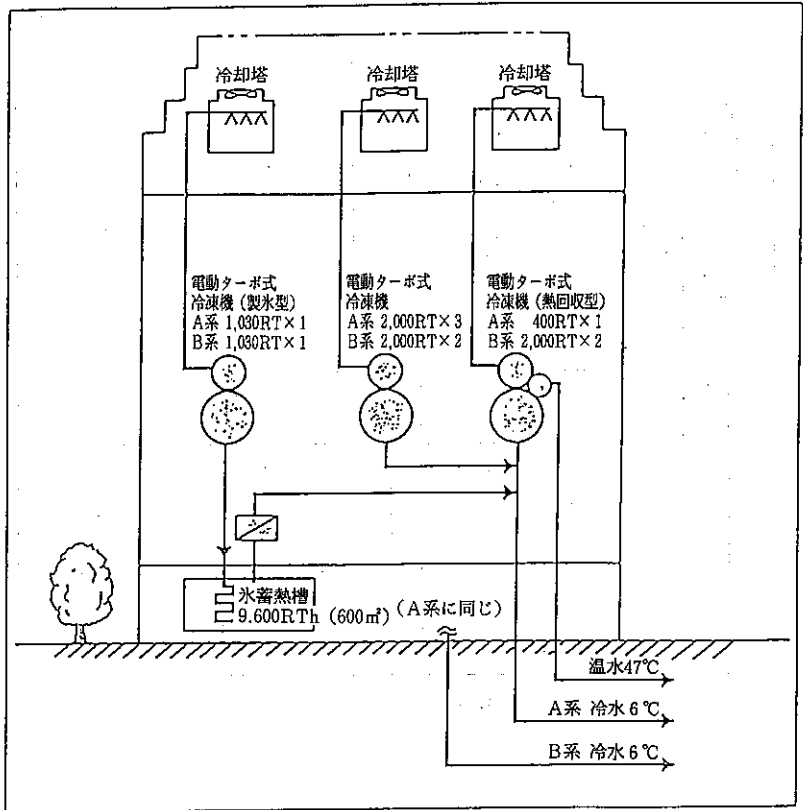 冷却塔
冷却塔
冷却塔
電動ターボ式
冷凍機(製氷型)
A系 1,030RT×1
B系 1,030RT×1
電動ターボ式
冷凍機
A系 2,000RT×3
B系 2,000RT×2
電動ターボ式
冷凍機(熱回収型)
A系 400RT×1
B系 2,000RT×2
氷蓄熱槽
9.600RTh (600㎥)
(A系に同じ)
温水47℃
A系 冷水6℃
B系 冷水6℃